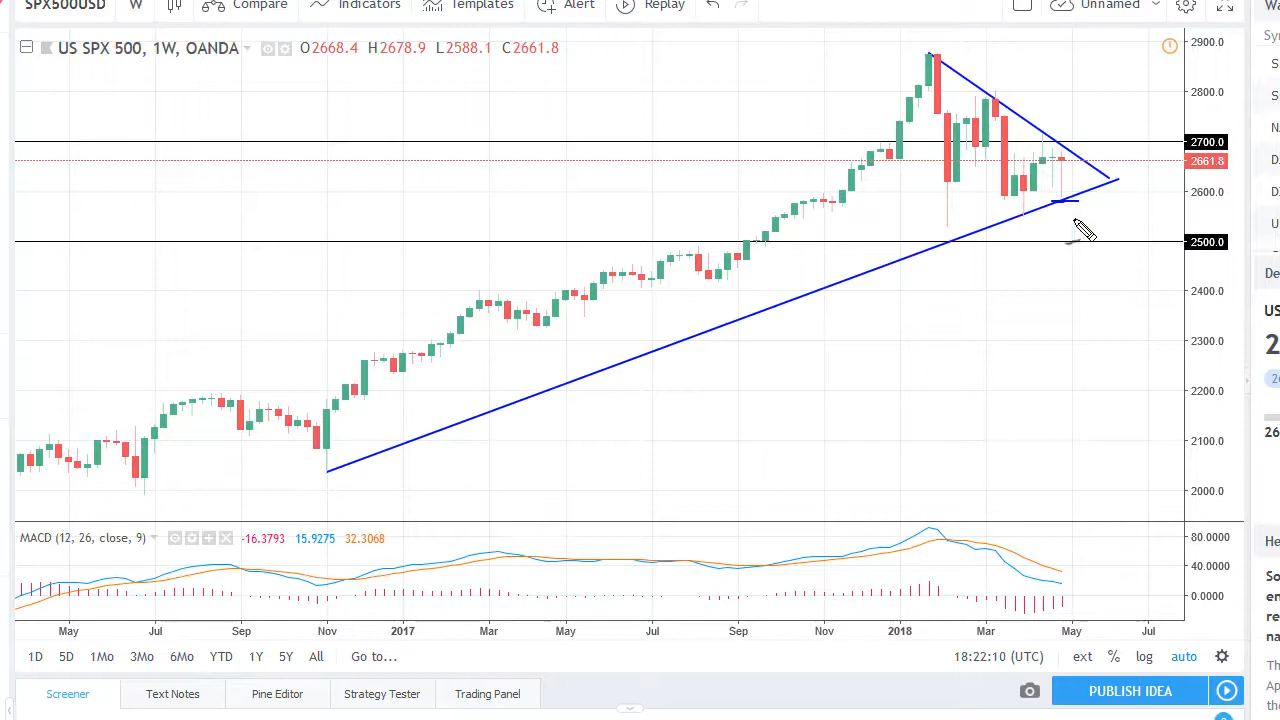 SPX500USD W Compare Indicators Templates Alert Replay Unnamed
US SPX 500, 1W, OANDA O2668.4 H2678.9 L2588.1 C2661.8
2900.0
2800.0
2700.0
2661.8
2600.0
2500.0
2400.0
2300.0
2200.0
2100.0
2000.0
MACD (12, 26, close, 9) -16.3793 15.9275 32.3068
80.0000
40.0000
0.0000
May Jul Sep Nov 2017 Mar May Jul Sep Nov 2018 Mar May Jul
1D 5D 1Mo 3Mo 6Mo YTD 1Y 5Y All Go to... 18:22:10 (UTC) ext % log auto
Screener Text Notes Pine Editor Strategy Tester Trading Panel PUBLISH IDEA